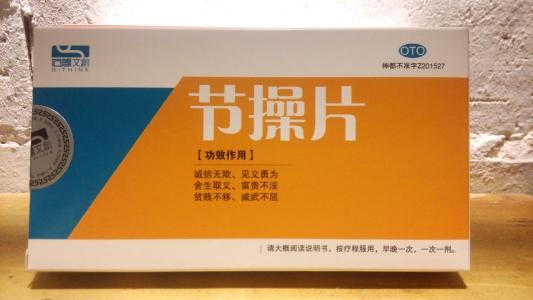 石雕文創
S-THINK
OTO
神都不准字Z201527
节操片
【功效作用】
诚信无欺、见义勇为
舍生取义、富贵不淫
贫贱不移、威武不屈
请大概阅读说明书，按疗程服用，早晚一次，一次一剂。